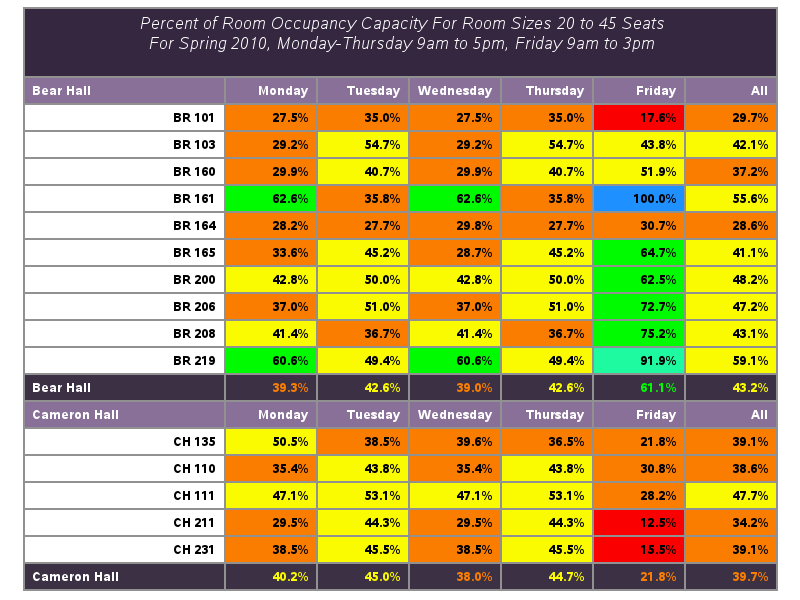 Percent of Room Occupancy Capacity For Room Sizes 20 to 45 Seats
For Spring 2010, Monday-Thursday 9am to 5pm, Friday 9am to 3pm
Bear Hall Monday Tuesday Wednesday Thursday Friday All
BR 101 27.5% 35.0% 27.5% 35.0% 17.6% 29.7%
BR 103 29.2% 54.7% 29.2% 54.7% 43.8% 42.1%
BR 160 29.9% 40.7% 29.9% 40.7% 51.9% 37.2%
BR 161 62.6% 35.8% 62.6% 35.8% 100.0% 55.6%
BR 164 28.2% 27.7% 29.8% 27.7% 30.7% 28.6%
BR 165 33.6% 45.2% 28.7% 45.2% 64.7% 41.1%
BR 200 42.8% 50.0% 42.8% 50.0% 62.5% 48.2%
BR 206 37.0% 51.0% 37.0% 51.0% 72.7% 47.2%
BR 208 41.4% 36.7% 41.4% 36.7% 75.2% 43.1%
BR 219 60.6% 49.4% 60.6% 49.4% 91.9% 59.1%
Bear Hall 39.3% 42.6% 39.0% 42.6% 61.1% 43.2%
Cameron Hall Monday Tuesday Wednesday Thursday Friday All
CH 135 50.5% 38.5% 39.6% 36.5% 21.8% 39.1%
CH 110 35.4% 43.8% 35.4% 43.8% 30.8% 38.6%
CH 111 47.1% 53.1% 47.1% 53.1% 28.2% 47.7%
CH 211 29.5% 44.3% 29.5% 44.3% 12.5% 34.2%
CH 231 38.5% 45.5% 38.5% 45.5% 15.5% 39.1%
Cameron Hall 40.2% 45.0% 38.0% 44.7% 21.8% 39.7%